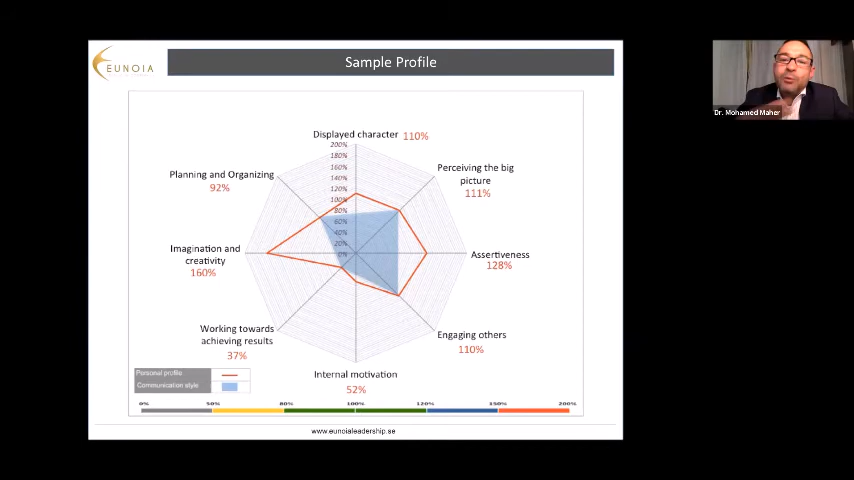 EUNOIA
Sample Profile
Dr. Mohamed Maher
Displayed character 110%
200%
180%
160%
140%
120%
100%
80%
60%
40%
20%
0%
Planning and Organizing
92%
Perceiving the big
picture
111%
Imagination and
creativity
160%
Assertiveness
128%
Working towards
achieving results
37%
Engaging others
110%
Internal motivation
52%
Personal profile
Communication style
0% 50% 80% 100% 120% 150% 200%
www.eunoialeadership.se